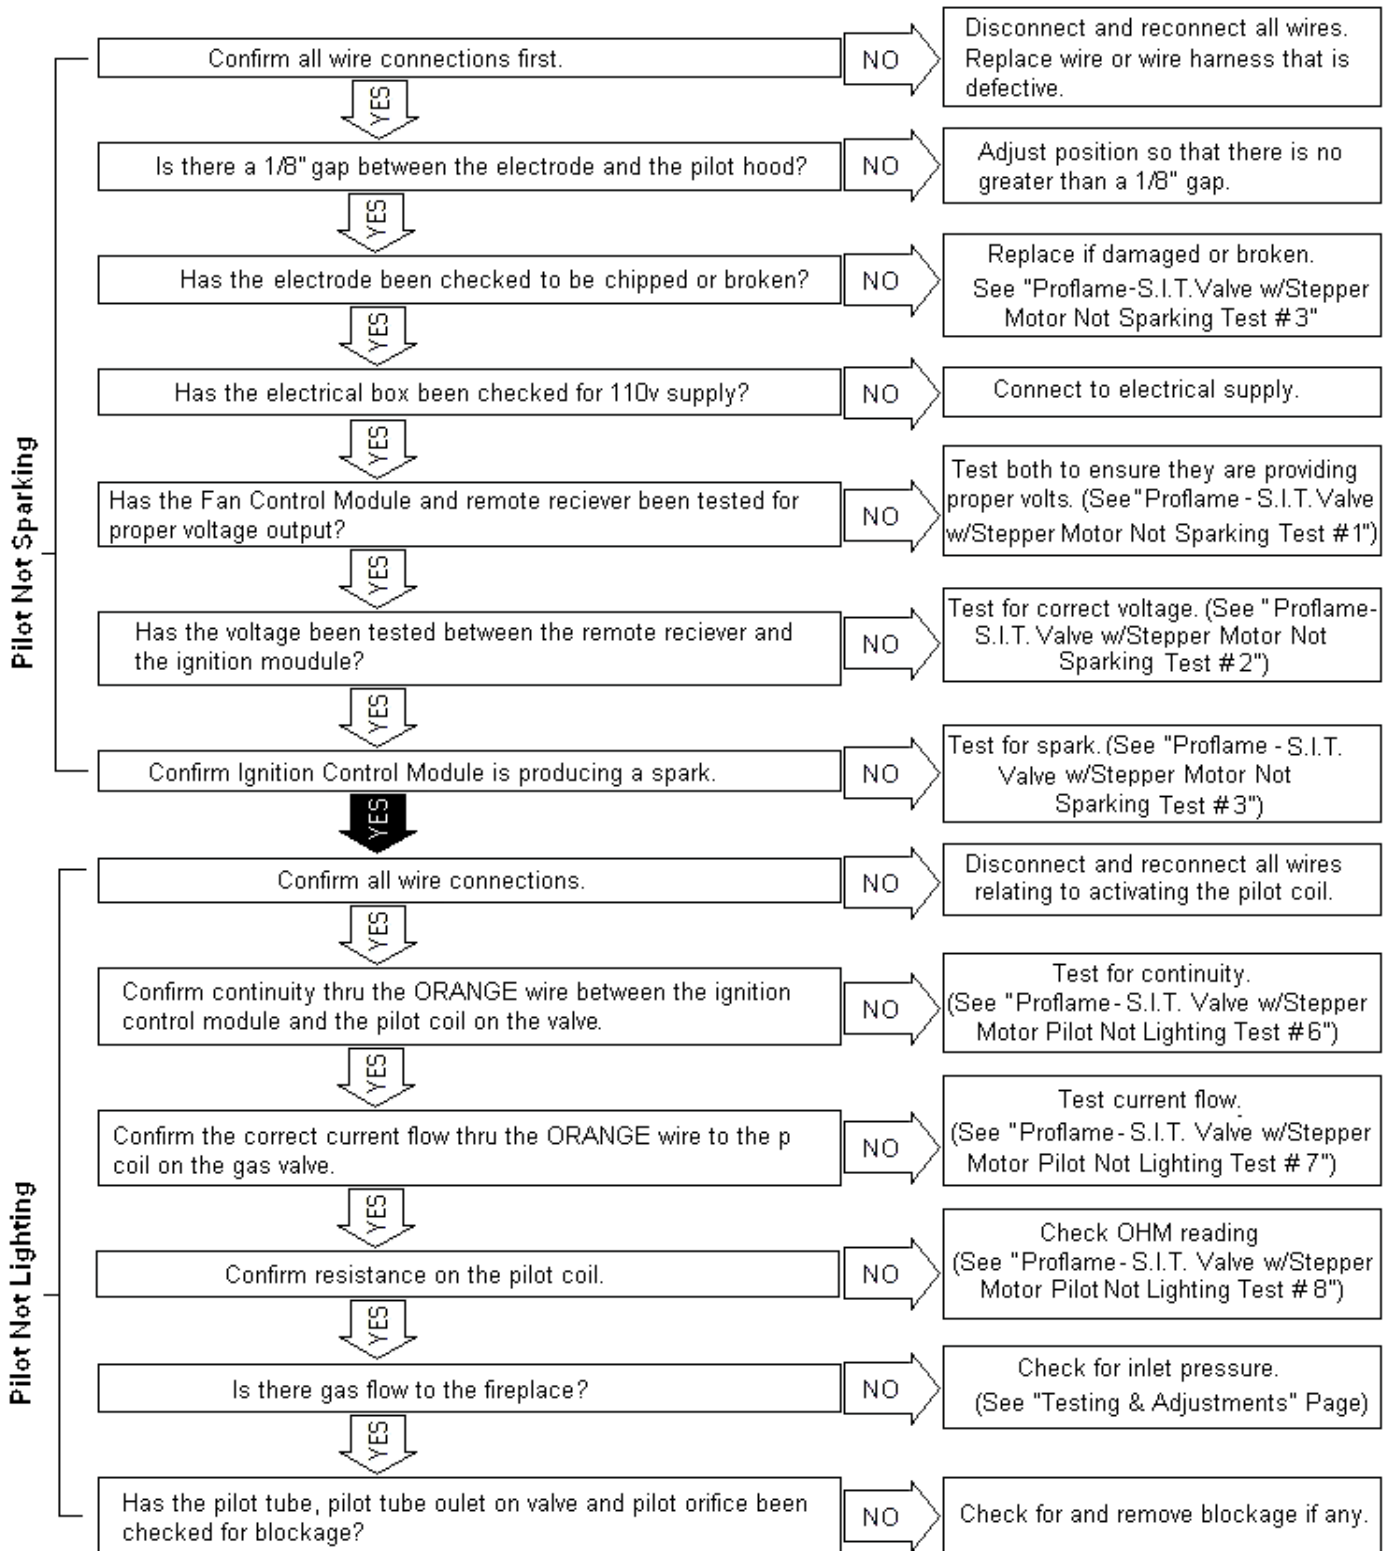 Pilot Not Sparking
Confirm all wire connections first.
NO
Disconnect and reconnect all wires.
Replace wire or wire harness that is
defective.
YES
Is there a 1/8" gap between the electrode and the pilot hood?
NO
Adjust position so that there is no
greater than a 1/8" gap.
YES
Has the electrode been checked to be chipped or broken?
NO
Replace if damaged or broken.
See "Proflame-S.I.T.Valve w/Stepper
Motor Not Sparking Test #3"
YES
Has the electrical box been checked for 110v supply?
NO
Connect to electrical supply.
YES
Has the Fan Control Module and remote reciever been tested for
proper voltage output?
NO
Test both to ensure they are providing
proper volts. (See "Proflame - S.I.T. Valve
w/Stepper Motor Not Sparking Test #1")
YES
Has the voltage been tested between the remote reciever and
the ignition moudule?
NO
Test for correct voltage. (See "Proflame-
S.I.T. Valve w/Stepper Motor Not
Sparking Test #2")
YES
Confirm Ignition Control Module is producing a spark.
NO
Test for spark. (See "Proflame - S.I.T.
Valve w/Stepper Motor Not
Sparking Test #3")
YES
Pilot Not Lighting
Confirm all wire connections.
NO
Disconnect and reconnect all wires
relating to activating the pilot coil.
YES
Confirm continuity thru the ORANGE wire between the ignition
control module and the pilot coil on the valve.
NO
Test for continuity.
(See "Proflame- S.I.T. Valve w/Stepper
Motor Pilot Not Lighting Test #6")
YES
Confirm the correct current flow thru the ORANGE wire to the p
coil on the gas valve.
NO
Test current flow.
(See "Proflame- S.I.T. Valve w/Stepper
Motor Pilot Not Lighting Test #7")
YES
Confirm resistance on the pilot coil.
NO
Check OHM reading
(See "Proflame- S.I.T. Valve w/Stepper
Motor Pilot Not Lighting Test #8")
YES
Is there gas flow to the fireplace?
NO
Check for inlet pressure.
(See "Testing & Adjustments" Page)
YES
Has the pilot tube, pilot tube oulet on valve and pilot orifice been
checked for blockage?
NO
Check for and remove blockage if any.